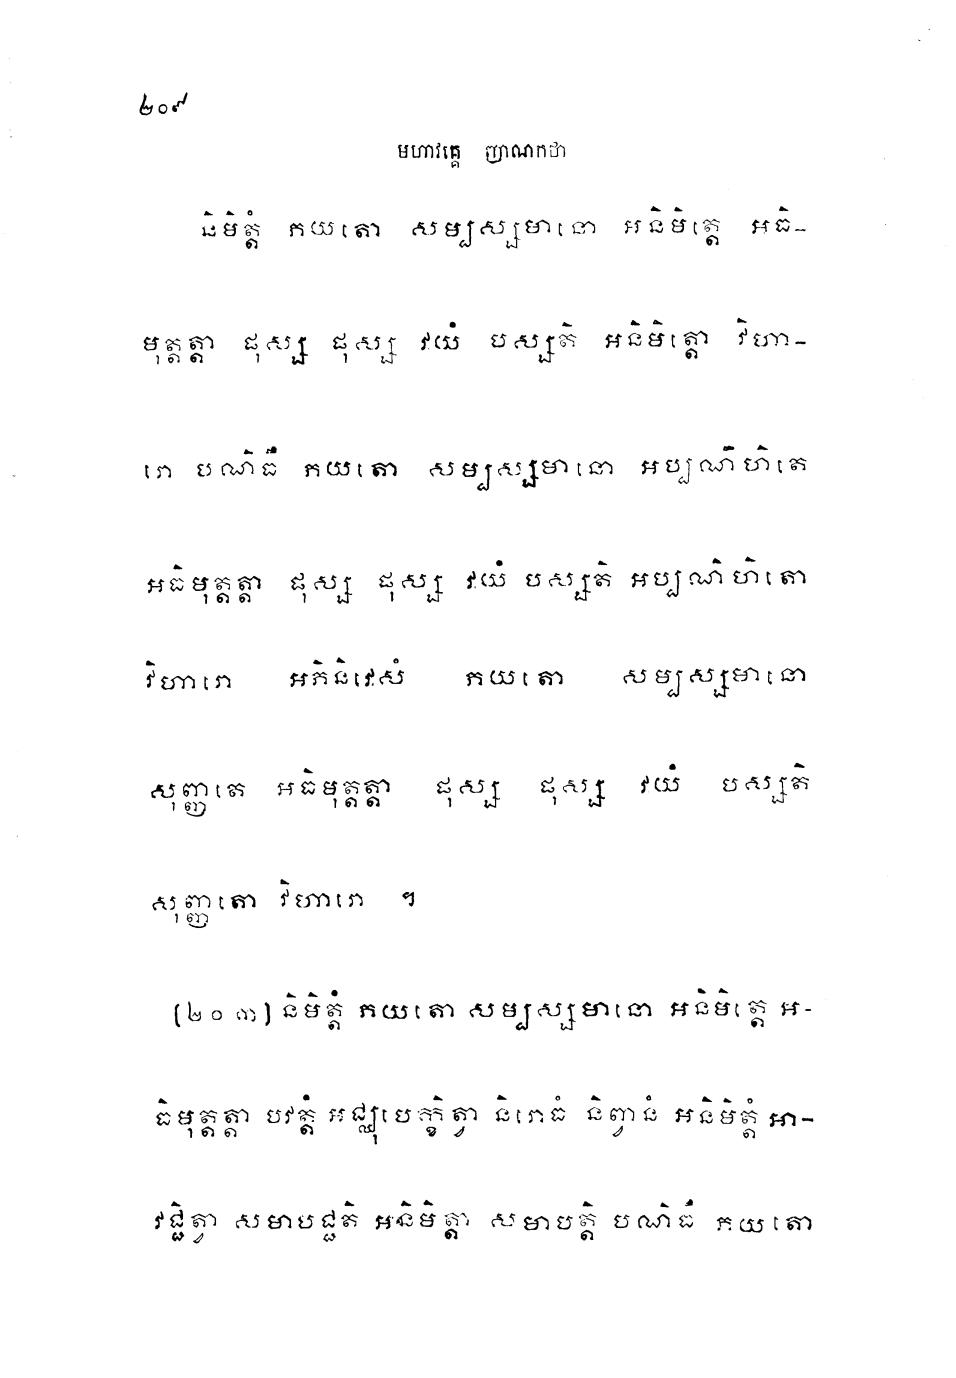 ២០៩
មហាវគ្គេ ញាណកថា
និមិត្តំ ភយតោ សម្បស្សមានោ អនិមិត្តេ អធិ-
មុត្តត្តា ផុស្ស ផុស្ស វយំ បស្សតិ អនិមិត្តោ វិហា-
រោ បណិធឹ ភយតោ សម្បស្សមានោ អប្បណិហិតេ
អធិមុត្តត្តា ផុស្ស ផុស្ស វយំ បស្សតិ អប្បណិហិតោ
វិហារោ អភិនិវេសំ ភយតោ សម្បស្សមានោ
សុញ្ញតេ អធិមុត្តត្តា ផុស្ស ផុស្ស វយំ បស្សតិ
សុញ្ញតោ វិហារោ ។
(២០៣) និមិត្តំ ភយតោ សម្បស្សមានោ អនិមិត្តេ អ-
ធិមុត្តត្តា បវត្តំ អជ្ឈុបេក្ខិត្វា និរោធំ និព្វានំ អនិមិត្តំ អា-
វជ្ជិត្វា សមាបជ្ជតិ អនិមិត្តា សមាបត្តិ បណិធឹ ភយតោ